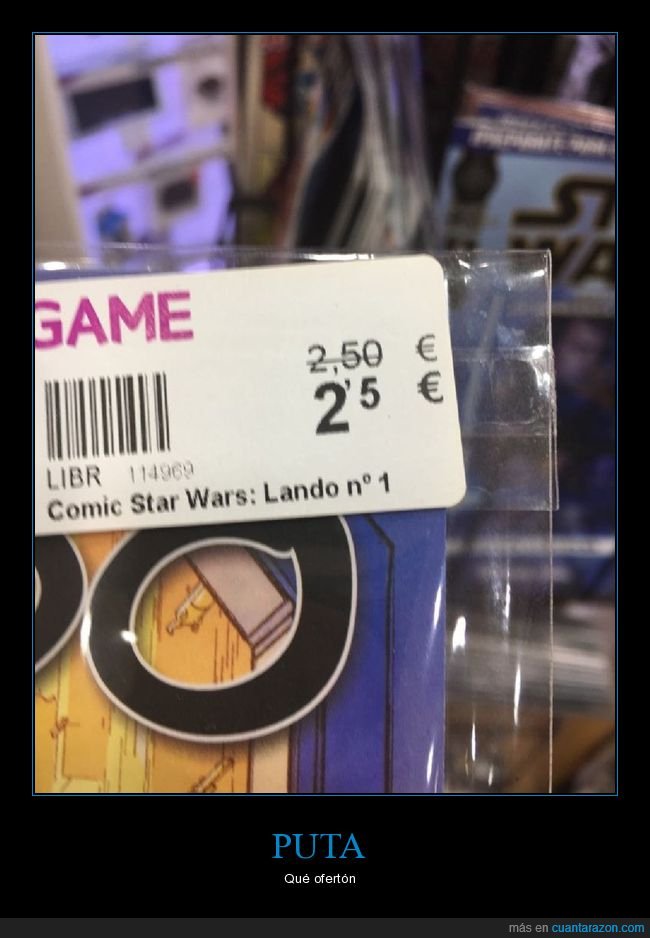 GAME
2,50 €
2'5 €
LIBR 114969
Comic Star Wars: Lando nº 1
PUTA
Qué ofertón
más en cuantarazon.com